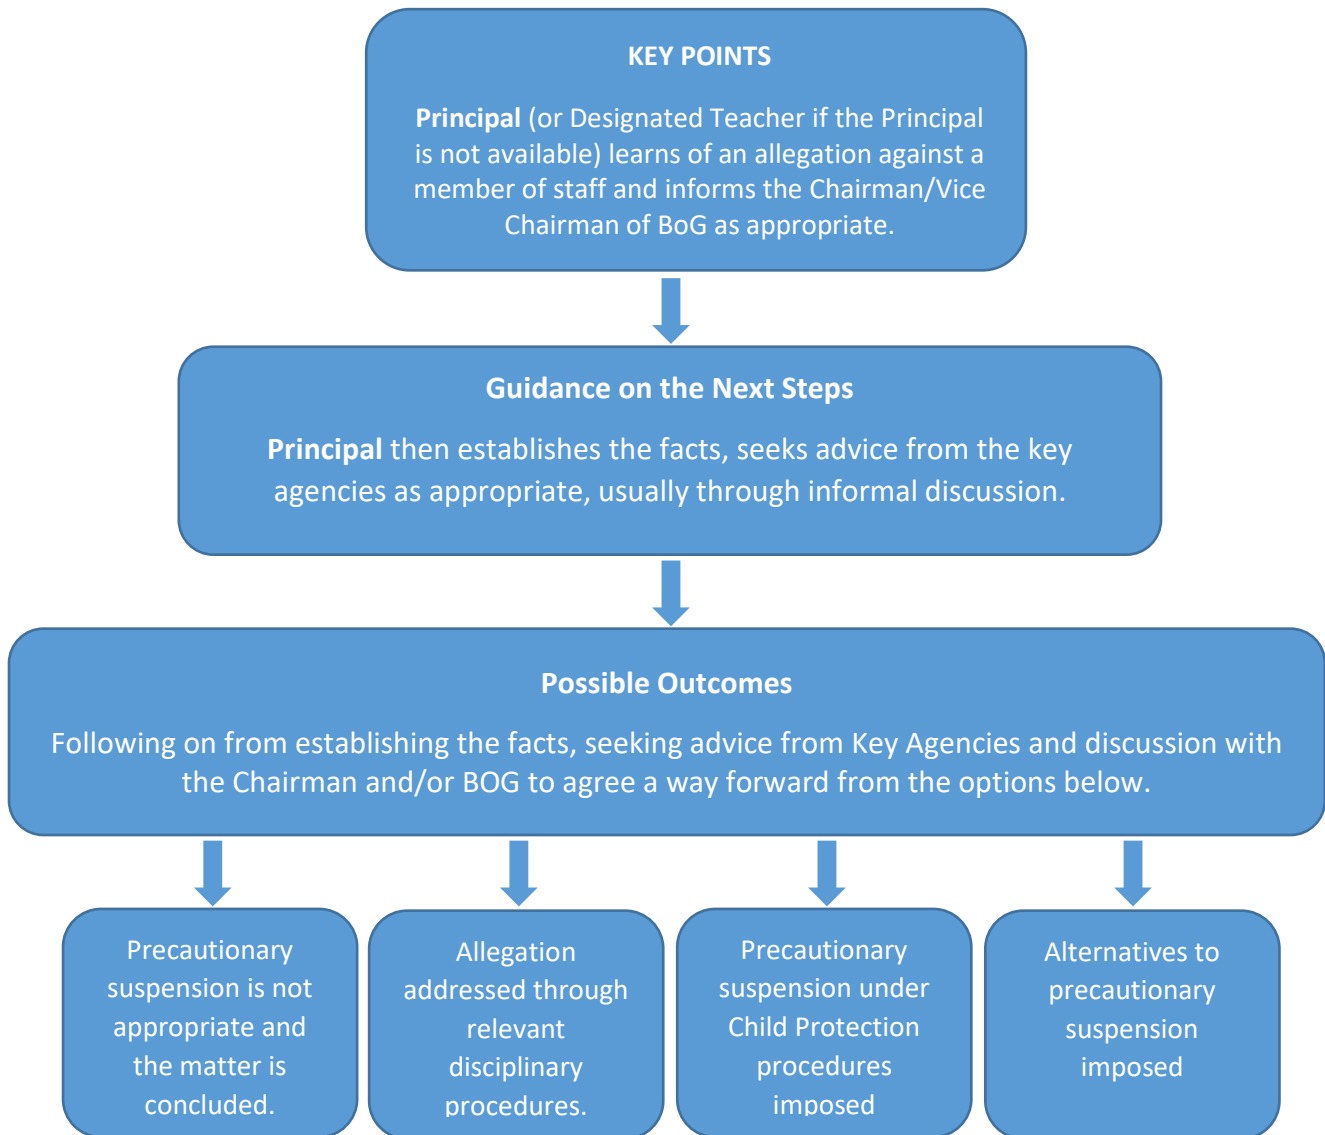 KEY POINTS
Principal (or Designated Teacher if the Principal
is not available) learns of an allegation against a
member of staff and informs the Chairman/Vice
Chairman of BoG as appropriate.
Guidance on the Next Steps
Principal then establishes the facts, seeks advice from the key
agencies as appropriate, usually through informal discussion.
Possible Outcomes
Following on from establishing the facts, seeking advice from Key Agencies and discussion with
the Chairman and/or BOG to agree a way forward from the options below.
Precautionary
suspension is not
appropriate and
the matter is
concluded.
Allegation
addressed through
relevant
disciplinary
procedures.
Precautionary
suspension under
Child Protection
procedures
imposed
Alternatives to
precautionary
suspension
imposed